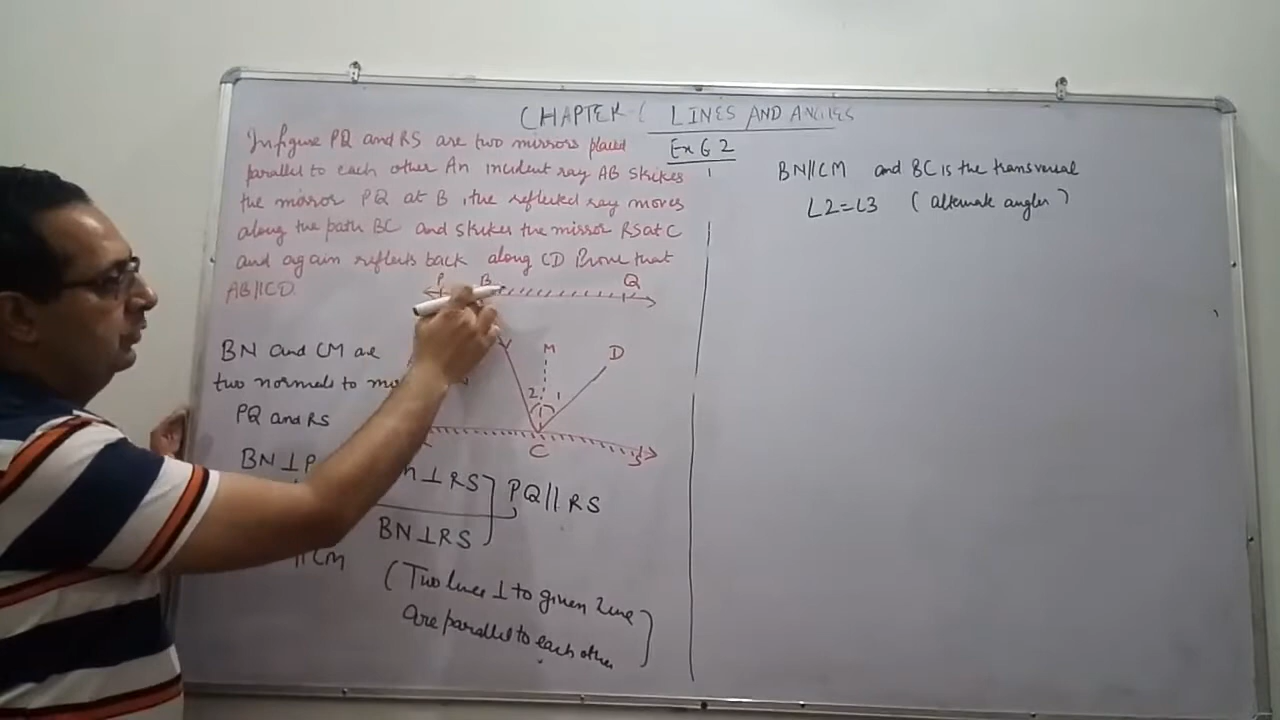 CHAPTER-6 LINES AND ANGLES
Ex 6.2
In figure PQ and RS are two mirrors placed
parallel to each other An incident ray AB strikes
the mirror PQ at B, the reflected ray moves
along the path BC and strikes the mirror RS at C
and again reflects back along CD Prove that
AB||CD.
P B Q
M D
2 1
C S
BN and CM are
two normals to
PQ and RS
BN ⊥ P ⊥ RS PQ || RS
BN ⊥ RS
|| CM
(Two lines ⊥ to given line
are parallel to each other
BN||CM and BC is the transversal
∠2=∠3 (alternate angles)